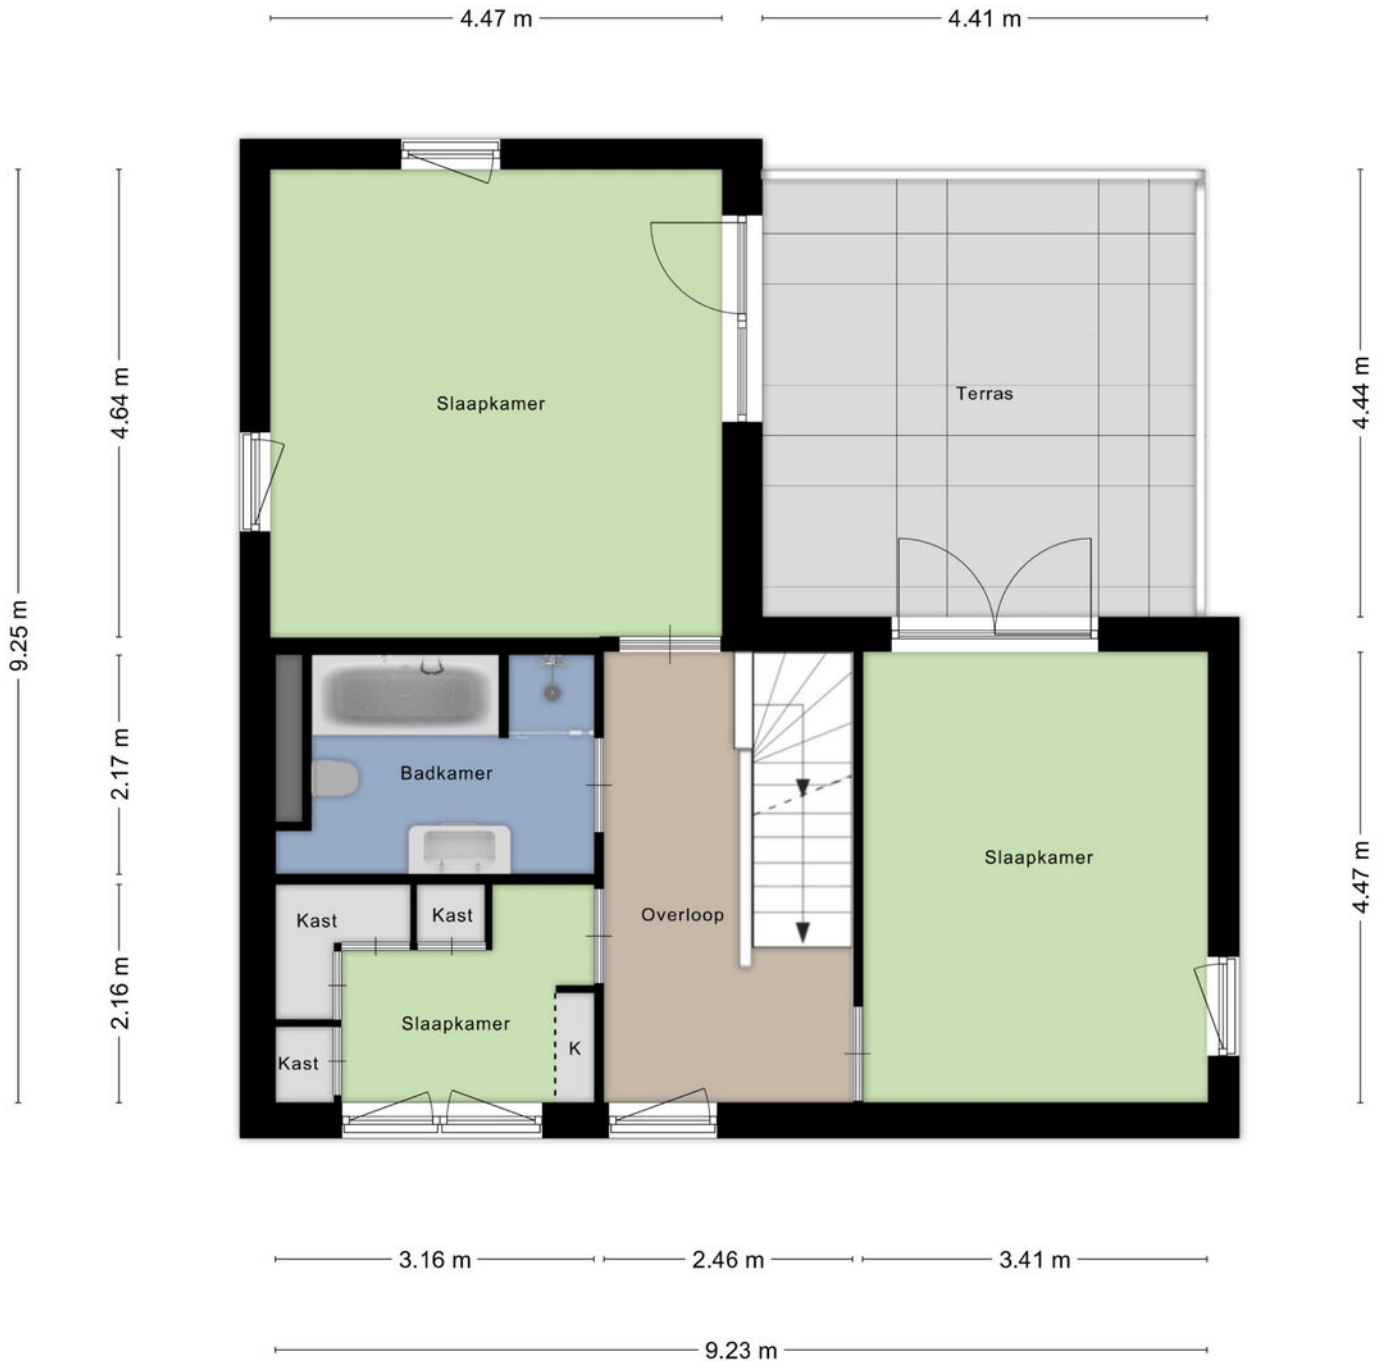 4.47 m
4.41 m
Slaapkamer
Terras
4.64 m
4.44 m
9.25 m
Badkamer
2.17 m
Slaapkamer
4.47 m
Kast
Kast
Overloop
2.16 m
Slaapkamer
K
Kast
3.16 m
2.46 m
3.41 m
9.23 m